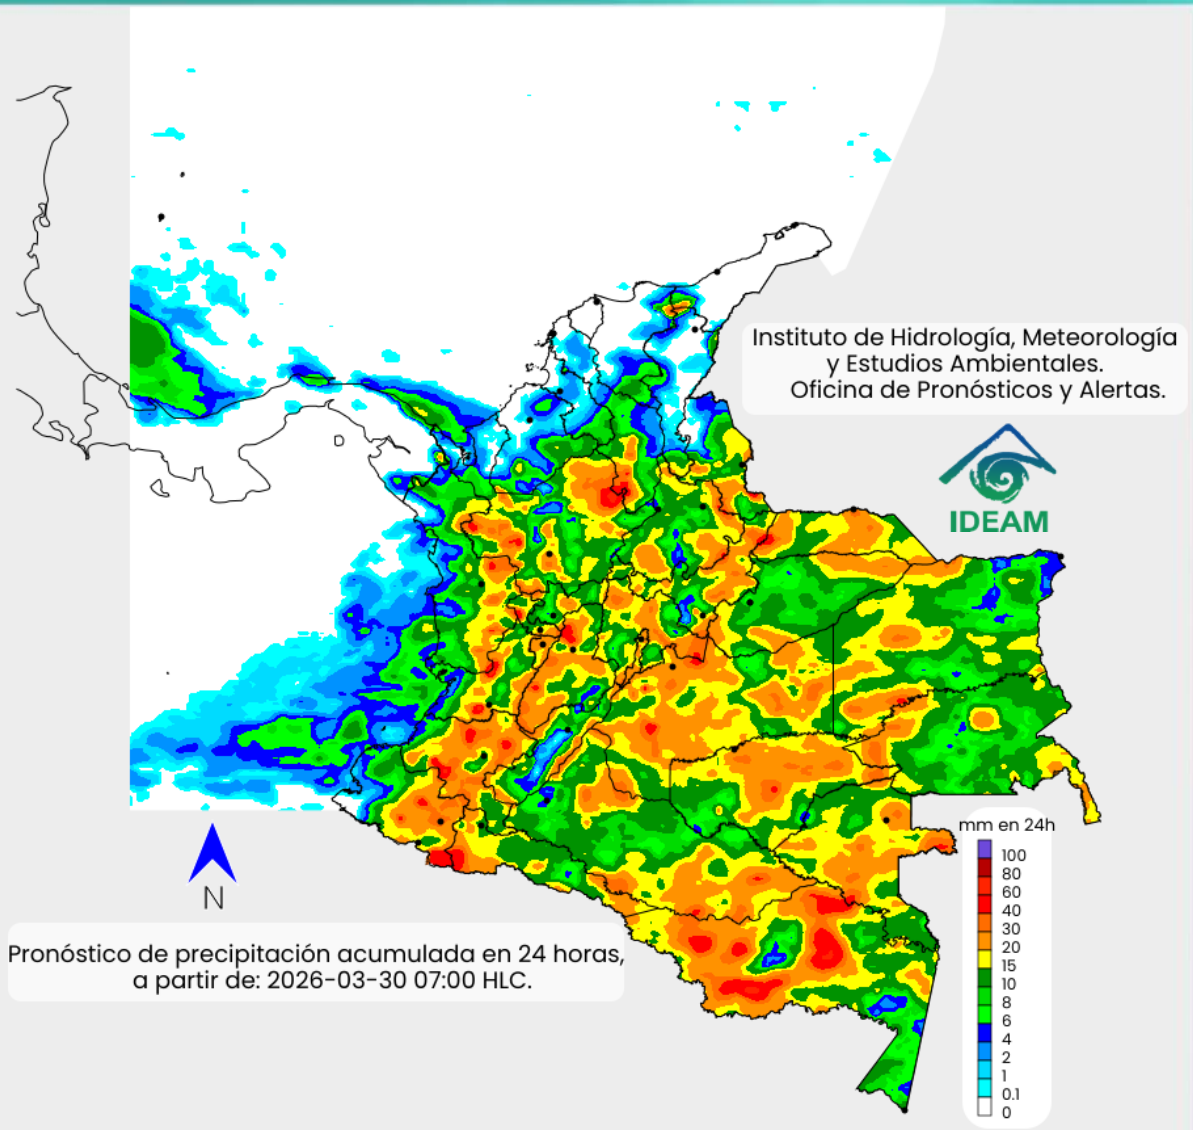 Instituto de Hidrología, Meteorología
y Estudios Ambientales.
Oficina de Pronósticos y Alertas.
IDEAM
mm en 24h
100
80
60
40
30
20
15
10
8
6
4
2
1
0.1
0
N
Pronóstico de precipitación acumulada en 24 horas,
a partir de: 2026-03-30 07:00 HLC.